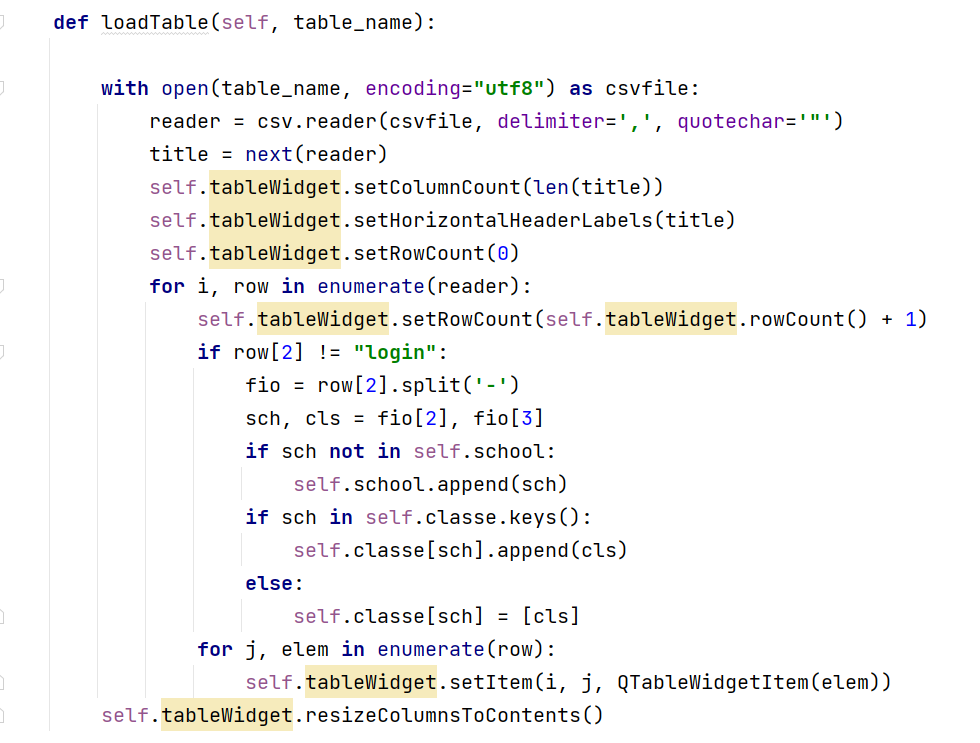 def loadTable(self, table_name):
with open(table_name, encoding="utf8") as csvfile:
reader = csv.reader(csvfile, delimiter=',', quotechar='"')
title = next(reader)
self.tableWidget.setColumnCount(len(title))
self.tableWidget.setHorizontalHeaderLabels(title)
self.tableWidget.setRowCount(0)
for i, row in enumerate(reader):
self.tableWidget.setRowCount(self.tableWidget.rowCount() + 1)
if row[2] != "login":
fio = row[2].split('-')
sch, cls = fio[2], fio[3]
if sch not in self.school:
self.school.append(sch)
if sch in self.classe.keys():
self.classe[sch].append(cls)
else:
self.classe[sch] = [cls]
for j, elem in enumerate(row):
self.tableWidget.setItem(i, j, QTableWidgetItem(elem))
self.tableWidget.resizeColumnsToContents()